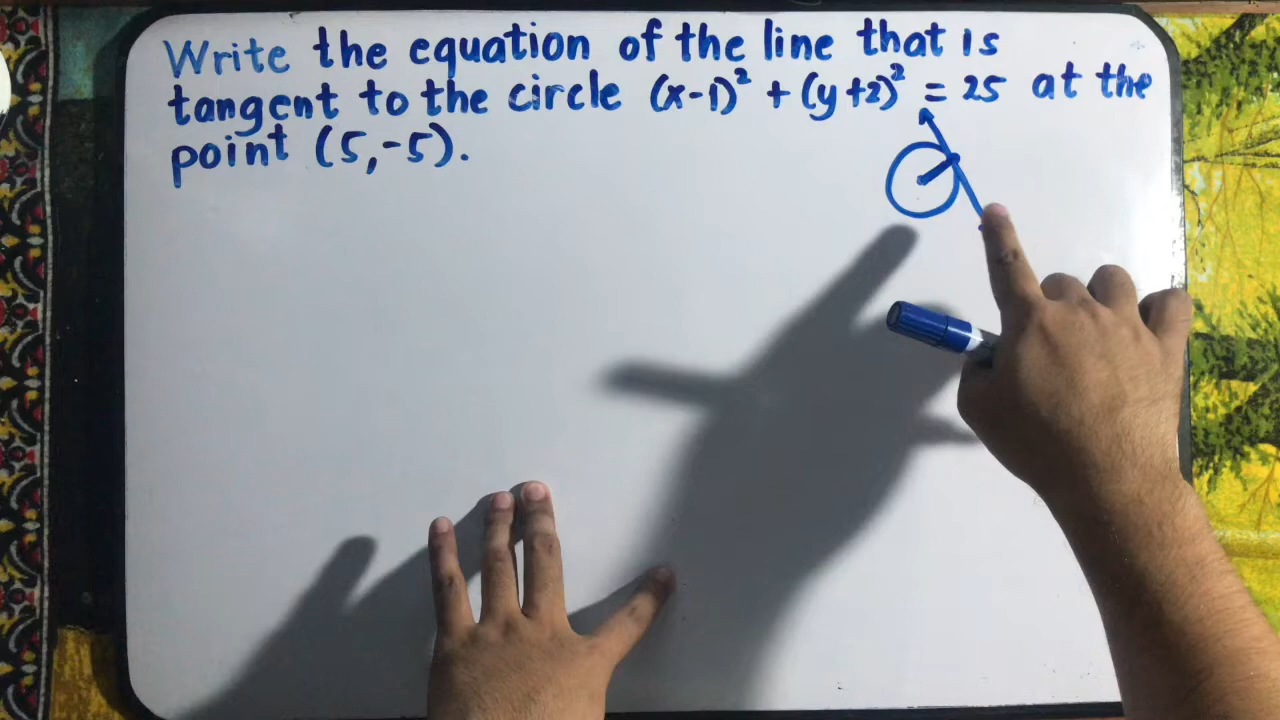 Write the equation of the line that is
tangent to the circle (x-1)² + (y+2)² = 25 at the
point (5,-5).